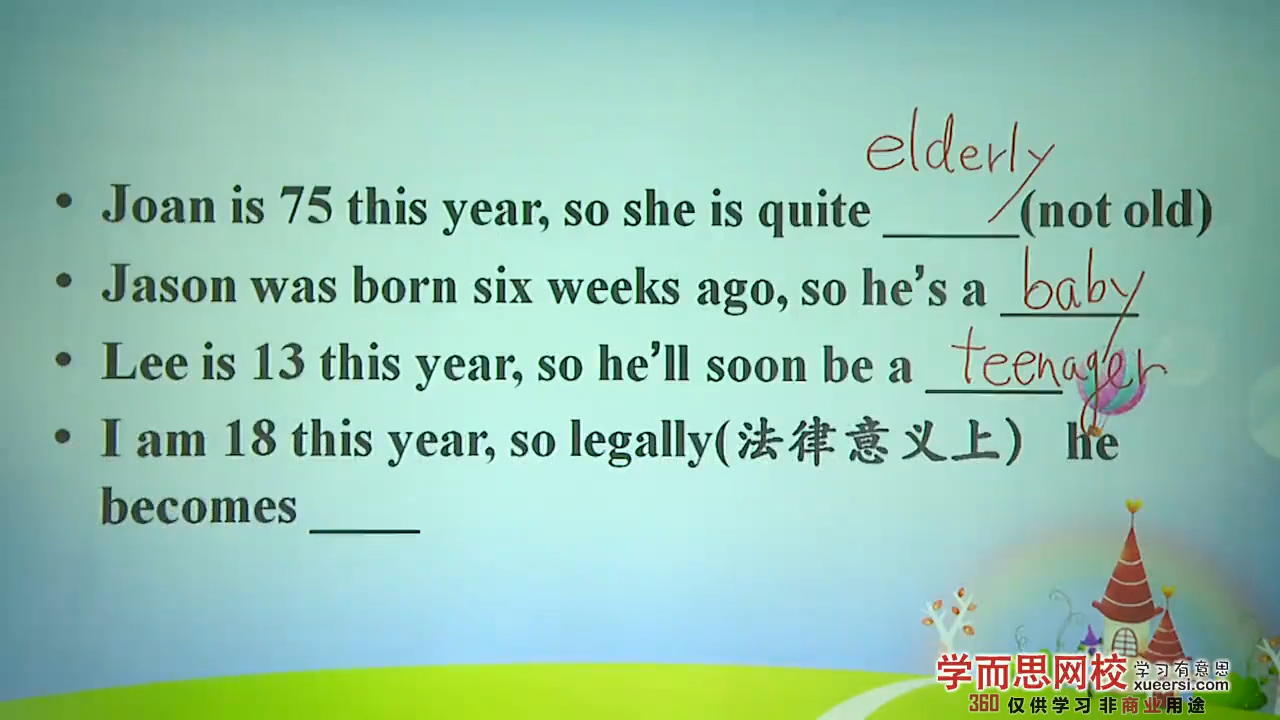 elderly
• Joan is 75 this year, so she is quite _____(not old)
• Jason was born six weeks ago, so he's a baby
• Lee is 13 this year, so he'll soon be a teenager
• I am 18 this year, so legally(法律意义上) he
becomes ____
学而思网校 学习有意思
xueersi.com
360 仅供学习 非商业用途